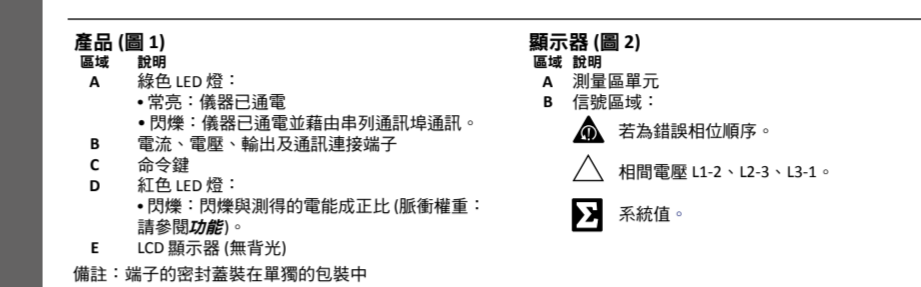 產品 (圖 1)
區域 說明
A 綠色 LED 燈：
• 常亮：儀器已通電
• 閃爍：儀器已通電並藉由串列通訊埠通訊。
B 電流、電壓、輸出及通訊連接端子
C 命令鍵
D 紅色 LED 燈：
• 閃爍：閃爍與測得的電能成正比 (脈衝權重：
請參閱功能)。
E LCD 顯示器 (無背光)
備註：端子的密封蓋裝在單獨的包裝中
顯示器 (圖 2)
區域 說明
A 測量區單元
B 信號區域：
若為錯誤相位順序。
相間電壓 L1-2、L2-3、L3-1。
Σ 系統值。